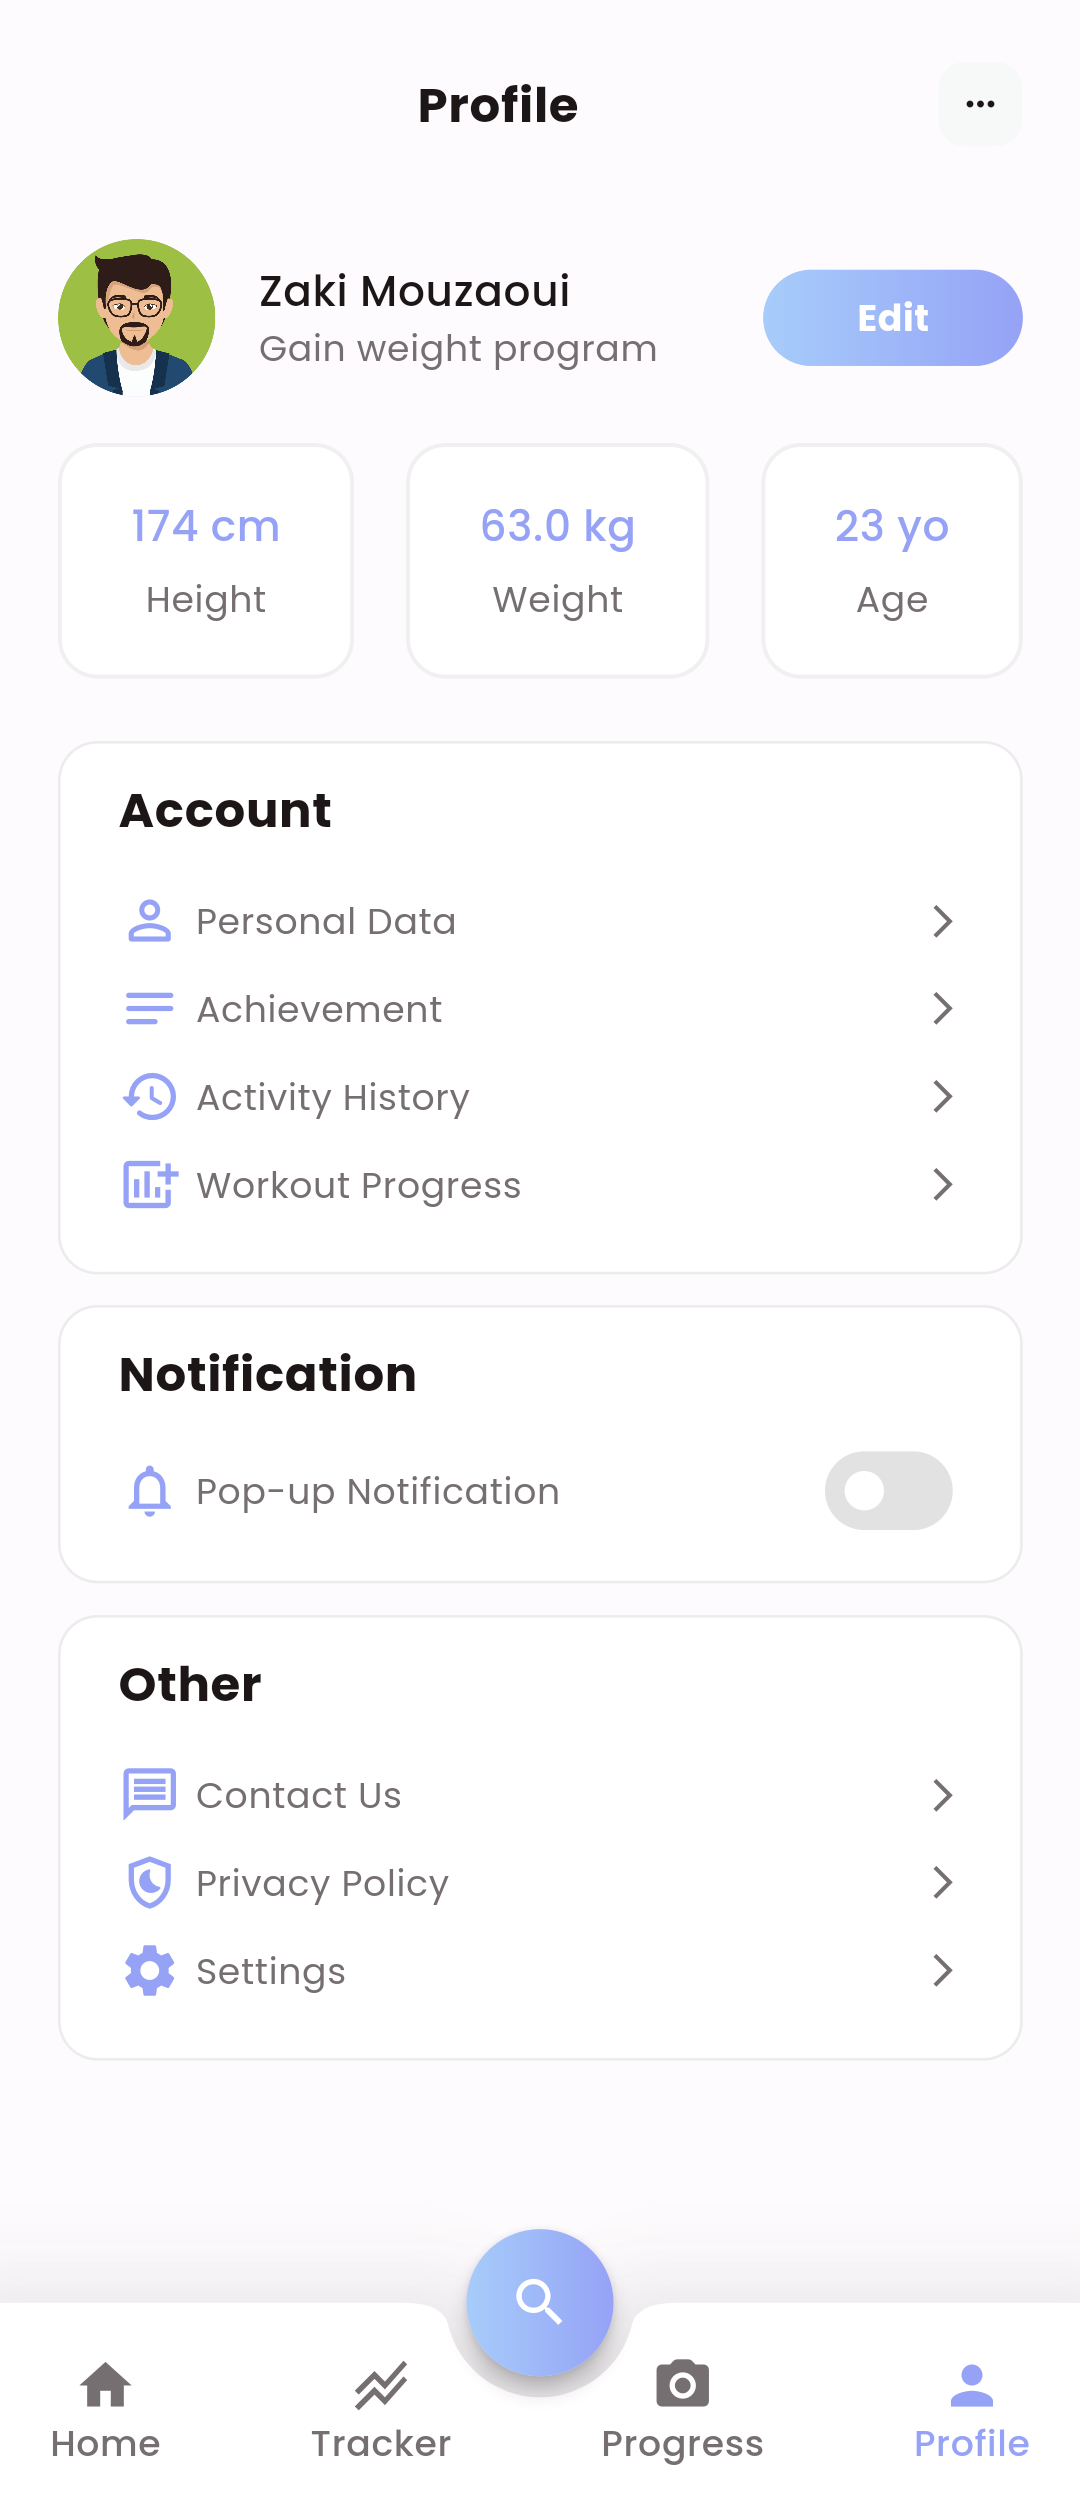 Profile
Zaki Mouzaoui
Gain weight program
Edit
174 cm
Height
63.0 kg
Weight
23 yo
Age
Account
Personal Data
Achievement
Activity History
Workout Progress
Notification
Pop-up Notification
Other
Contact Us
Privacy Policy
Settings
Home
Tracker
Progress
Profile